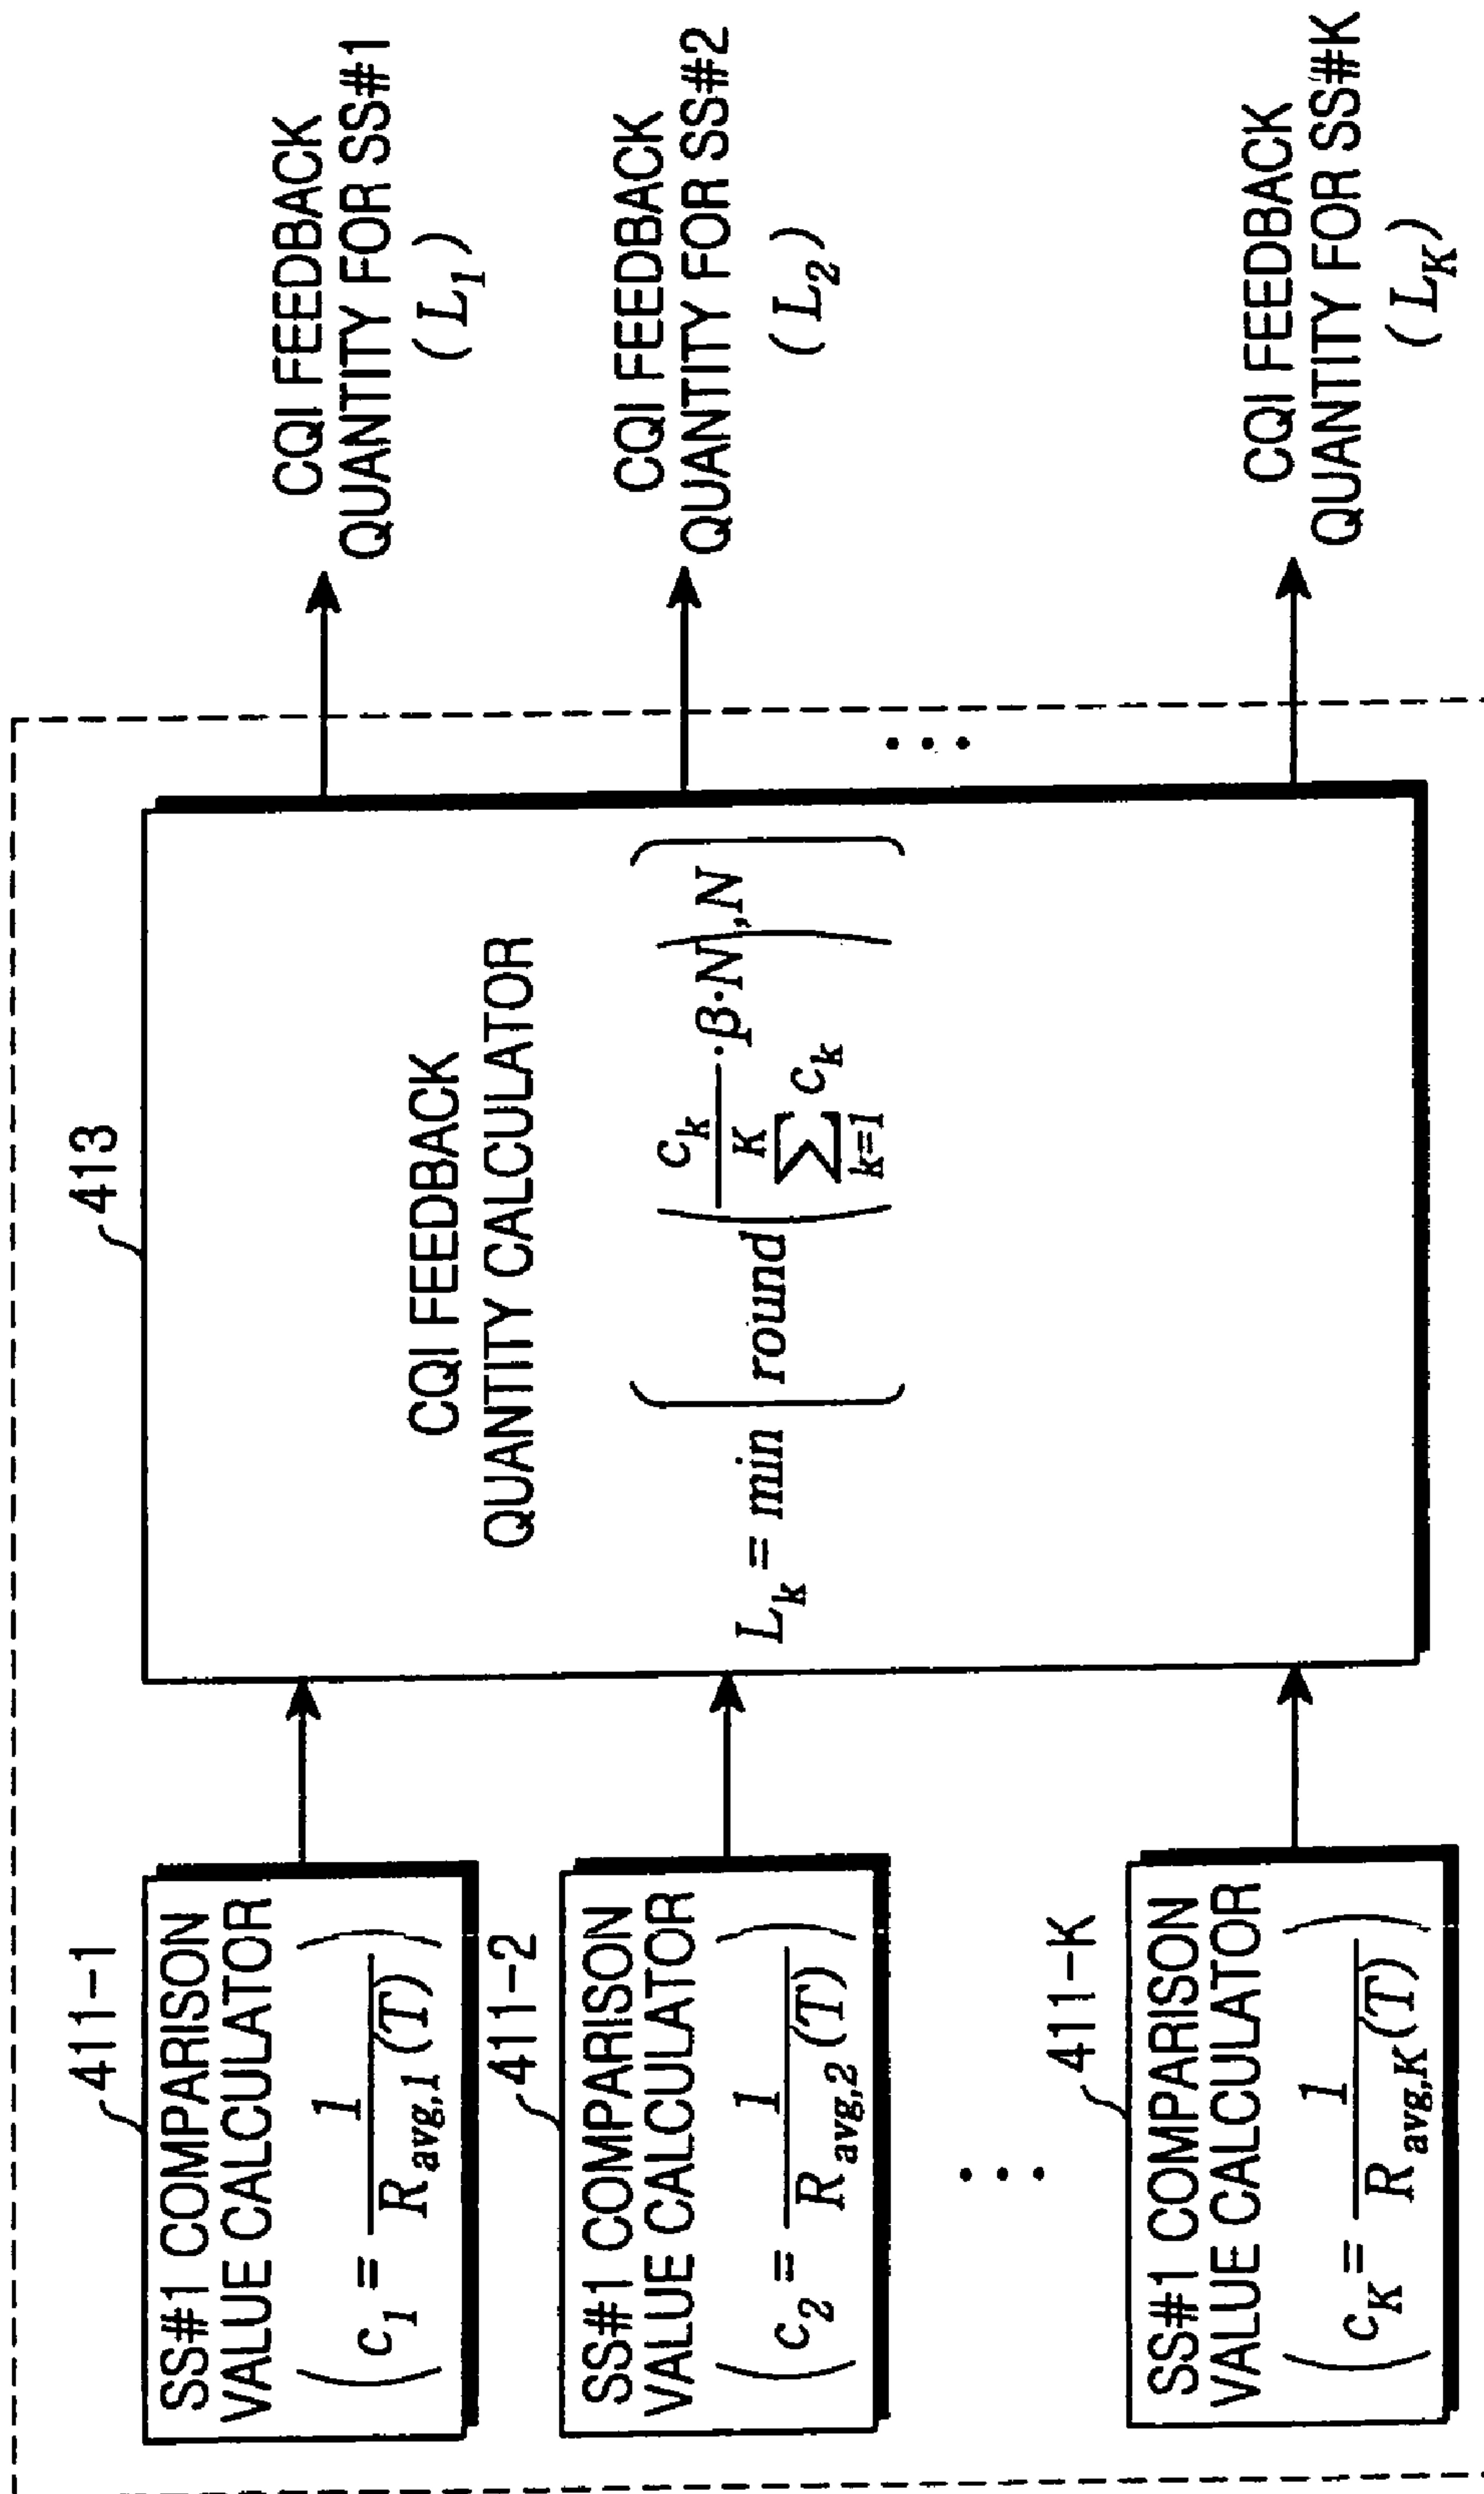 411-1
SS#1 COMPARISON
VALUE CALCULATOR
(c_1 = 1 / R_avg,1(T))
411-2
SS#1 COMPARISON
VALUE CALCULATOR
(c_2 = 1 / R_avg,2(T))
...
411-K
SS#1 COMPARISON
VALUE CALCULATOR
(c_K = 1 / R_avg,K(T))
413
CQI FEEDBACK
QUANTITY CALCULATOR
L_k = min { round ( c_k / ∑_{k=1}^{K} c_k · β · N ), N }
CQI FEEDBACK
QUANTITY FOR SS#1
(L_1)
CQI FEEDBACK
QUANTITY FOR SS#2
(L_2)
...
CQI FEEDBACK
QUANTITY FOR SS#K
(L_K)